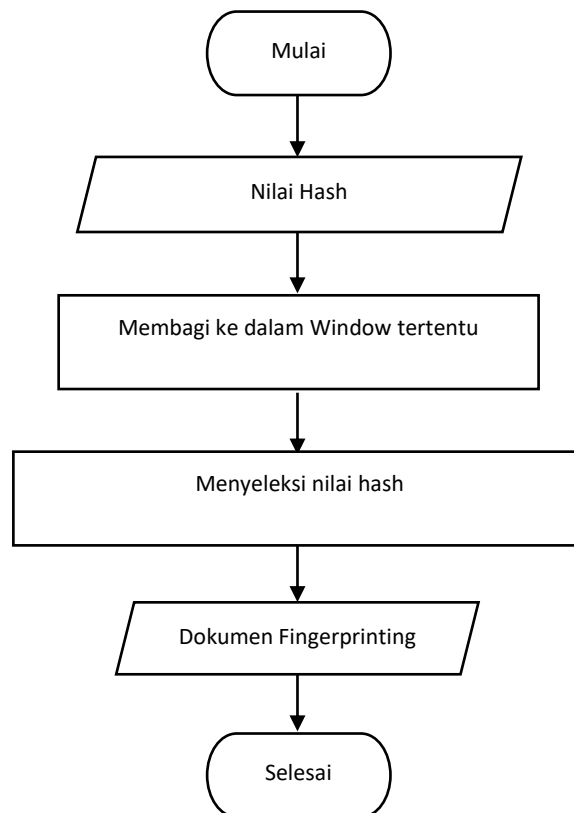 Mulai
Nilai Hash
Membagi ke dalam Window tertentu
Menyeleksi nilai hash
Dokumen Fingerprinting
Selesai